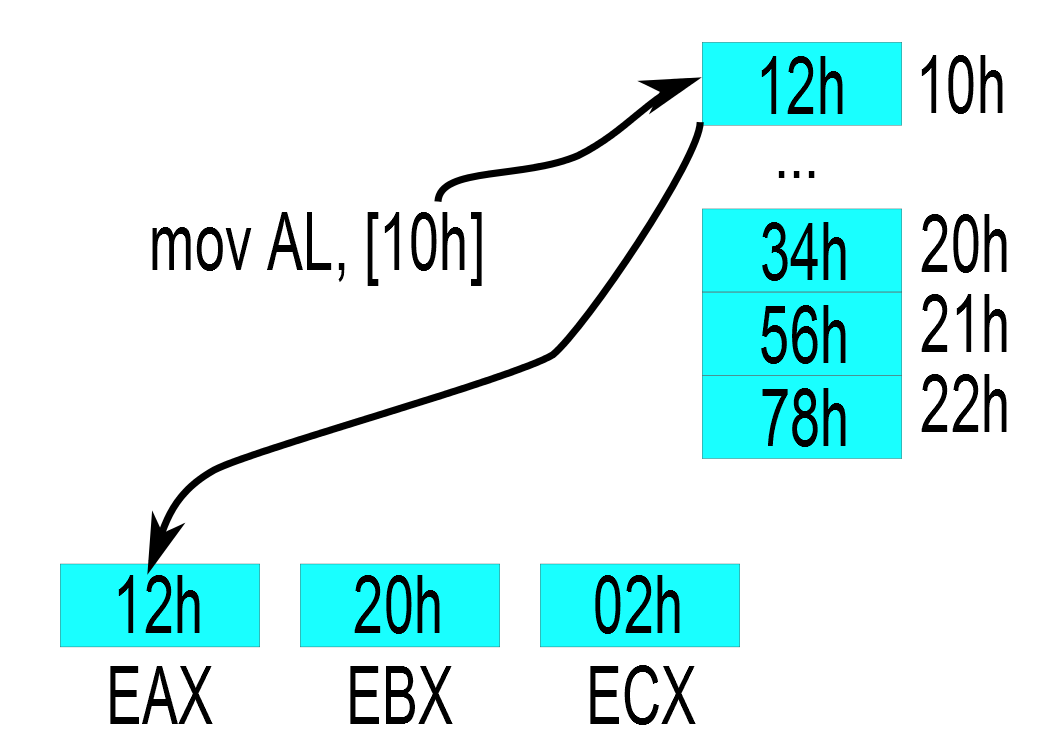 12h 10h
...
mov AL, [10h]
34h 20h
56h 21h
78h 22h
12h 20h 02h
EAX EBX ECX